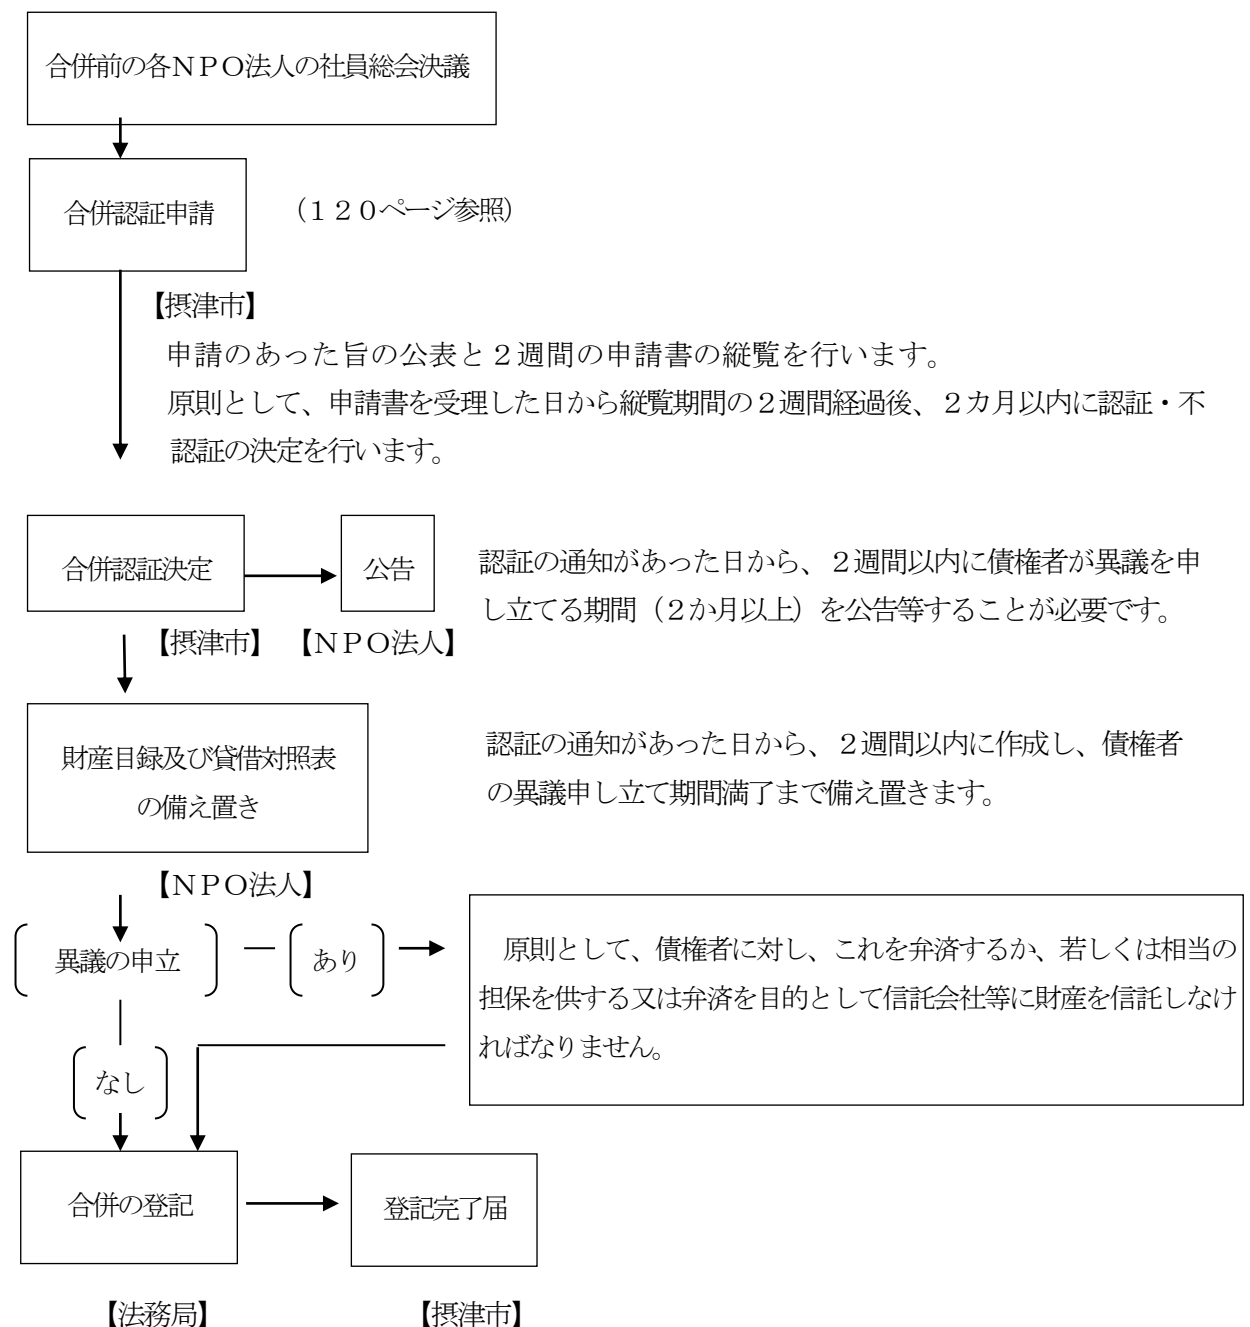 合併前の各ＮＰＯ法人の社員総会決議
合併認証申請
（１２０ページ参照）
【摂津市】
申請のあった旨の公表と２週間の申請書の縦覧を行います。
原則として、申請書を受理した日から縦覧期間の２週間経過後、２カ月以内に認証・不
認証の決定を行います。
合併認証決定
公告
認証の通知があった日から、２週間以内に債権者が異議を申
し立てる期間（２か月以上）を公告等することが必要です。
【摂津市】 【ＮＰＯ法人】
財産目録及び貸借対照表
の備え置き
認証の通知があった日から、２週間以内に作成し、債権者
の異議申し立て期間満了まで備え置きます。
【ＮＰＯ法人】
異議の申立
あり
原則として、債権者に対し、これを弁済するか、若しくは相当の
担保を供する又は弁済を目的として信託会社等に財産を信託しなけ
ればなりません。
なし
合併の登記
登記完了届
【法務局】
【摂津市】